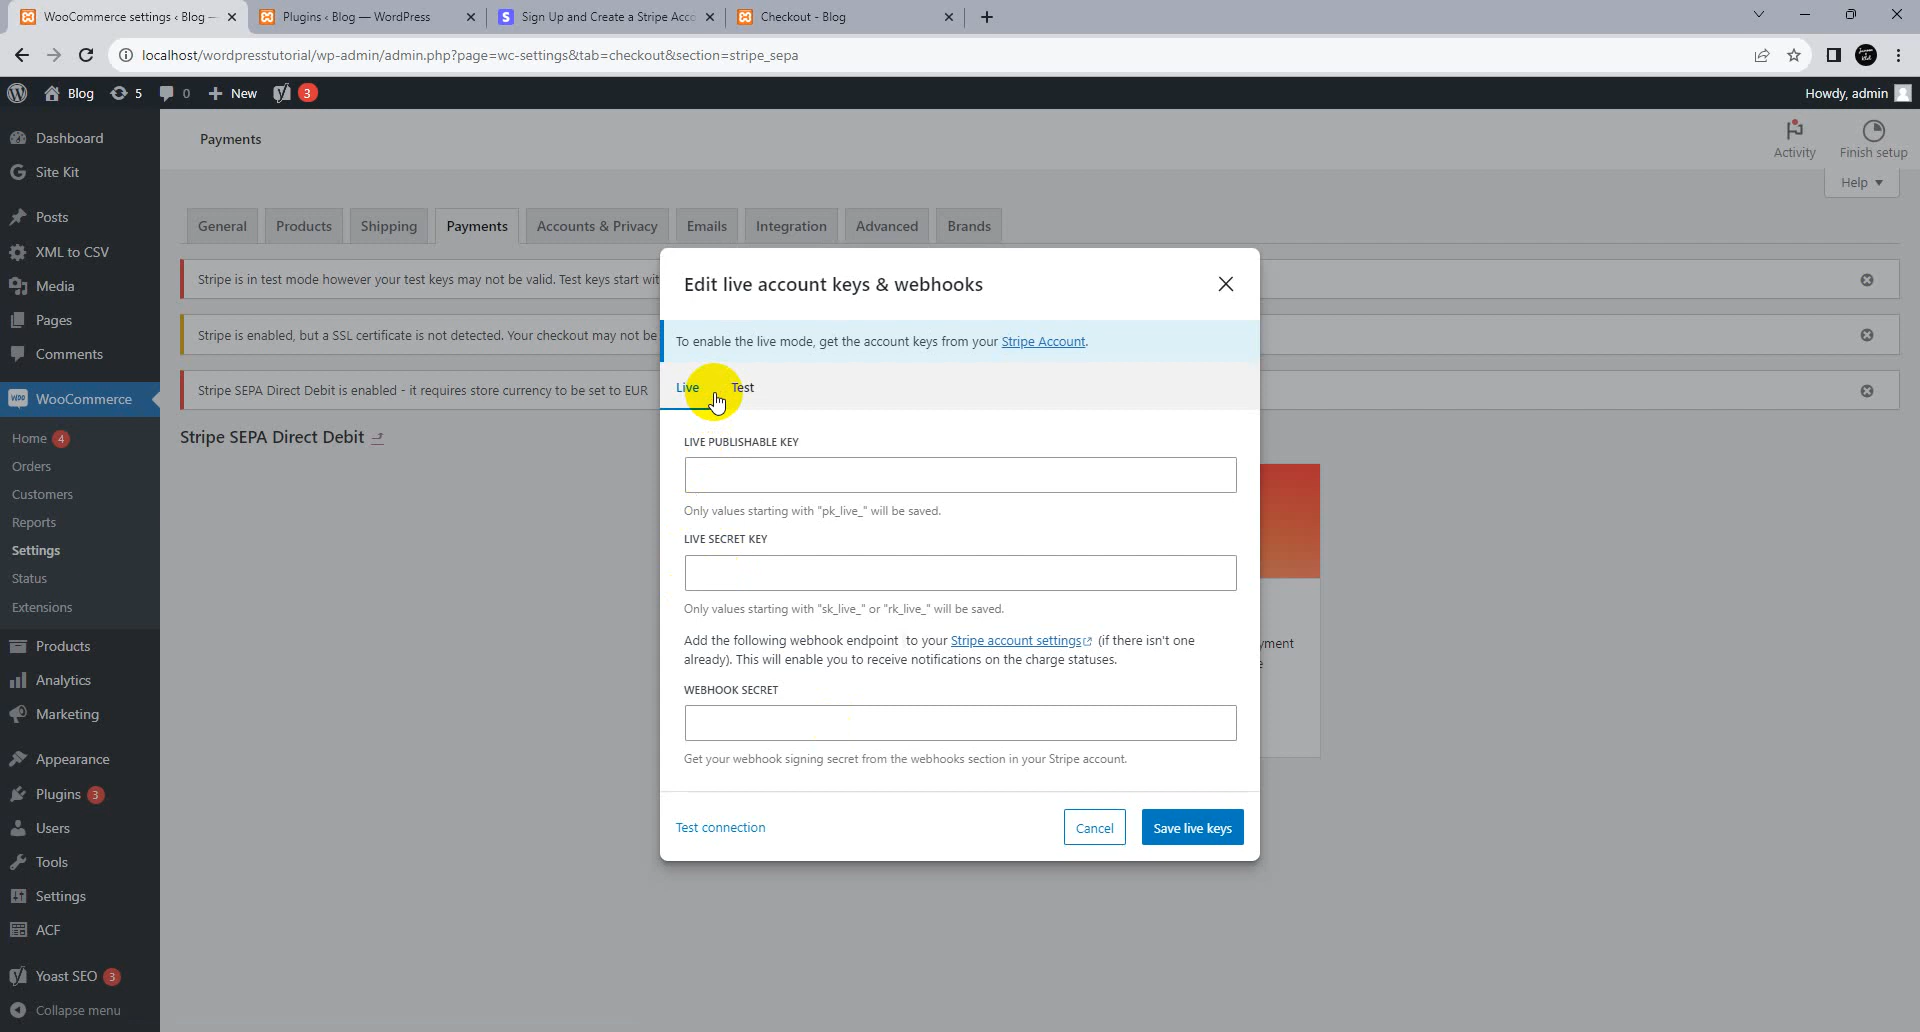 WooCommerce settings ‹ Blog —
Plugins ‹ Blog — WordPress
Sign Up and Create a Stripe Acco
Checkout - Blog
localhost/wordpresstutorial/wp-admin/admin.php?page=wc-settings&tab=checkout&section=stripe_sepa
Blog
5
0
New
3
Howdy, admin
Dashboard
Site Kit
Posts
XML to CSV
Media
Pages
Comments
WooCommerce
Home 4
Orders
Customers
Reports
Settings
Status
Extensions
Products
Analytics
Marketing
Appearance
Plugins 3
Users
Tools
Settings
ACF
Yoast SEO 3
Collapse menu
Payments
Activity
Finish setup
Help
General
Products
Shipping
Payments
Accounts & Privacy
Emails
Integration
Advanced
Brands
Stripe is in test mode however your test keys may not be valid. Test keys start wit
Stripe is enabled, but a SSL certificate is not detected. Your checkout may not be
Stripe SEPA Direct Debit is enabled - it requires store currency to be set to EUR
Stripe SEPA Direct Debit
Edit live account keys & webhooks
To enable the live mode, get the account keys from your Stripe Account.
Live
Test
LIVE PUBLISHABLE KEY
Only values starting with "pk_live_" will be saved.
LIVE SECRET KEY
Only values starting with "sk_live_" or "rk_live_" will be saved.
Add the following webhook endpoint to your Stripe account settings (if there isn't one
already). This will enable you to receive notifications on the charge statuses.
WEBHOOK SECRET
Get your webhook signing secret from the webhooks section in your Stripe account.
Test connection
Cancel
Save live keys
yment
e